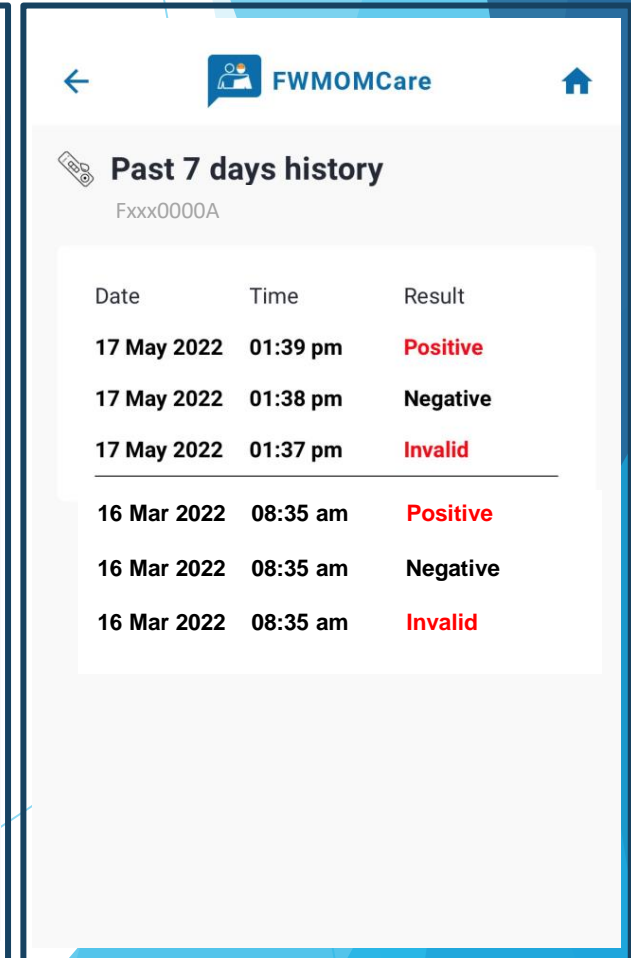 FWMOMCare
Past 7 days history
Fxxx0000A
Date Time Result
17 May 2022 01:39 pm Positive
17 May 2022 01:38 pm Negative
17 May 2022 01:37 pm Invalid
16 Mar 2022 08:35 am Positive
16 Mar 2022 08:35 am Negative
16 Mar 2022 08:35 am Invalid